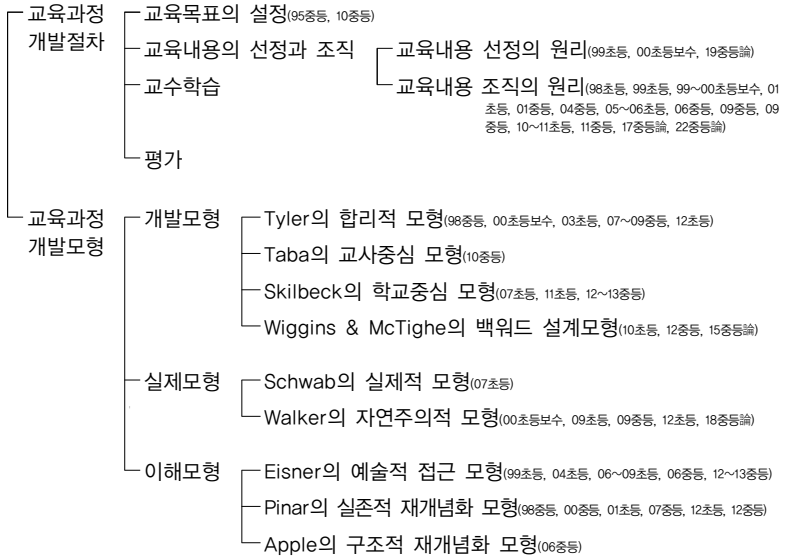 교육과정 개발절차
교육목표의 설정(95중등, 10중등)
교육내용의 선정과 조직
교육내용 선정의 원리(99초등, 00초등보수, 19중등論)
교육내용 조직의 원리(98초등, 99초등, 99~00초등보수, 01
초등, 01중등, 04중등, 05~06초등, 06중등, 09중등, 09
중등, 10~11초등, 11중등, 17중등論, 22중등論)
교수학습
평가
교육과정 개발모형
개발모형
Tyler의 합리적 모형(98중등, 00초등보수, 03초등, 07~09중등, 12초등)
Taba의 교사중심 모형(10중등)
Skilbeck의 학교중심 모형(07초등, 11초등, 12~13중등)
Wiggins & McTighe의 백워드 설계모형(10초등, 12중등, 15중등論)
실제모형
Schwab의 실제적 모형(07초등)
Walker의 자연주의적 모형(00초등보수, 09초등, 09중등, 12초등, 18중등論)
이해모형
Eisner의 예술적 접근 모형(99초등, 04초등, 06~09초등, 06중등, 12~13중등)
Pinar의 실존적 재개념화 모형(98중등, 00중등, 01초등, 07중등, 12초등, 12중등)
Apple의 구조적 재개념화 모형(06중등)